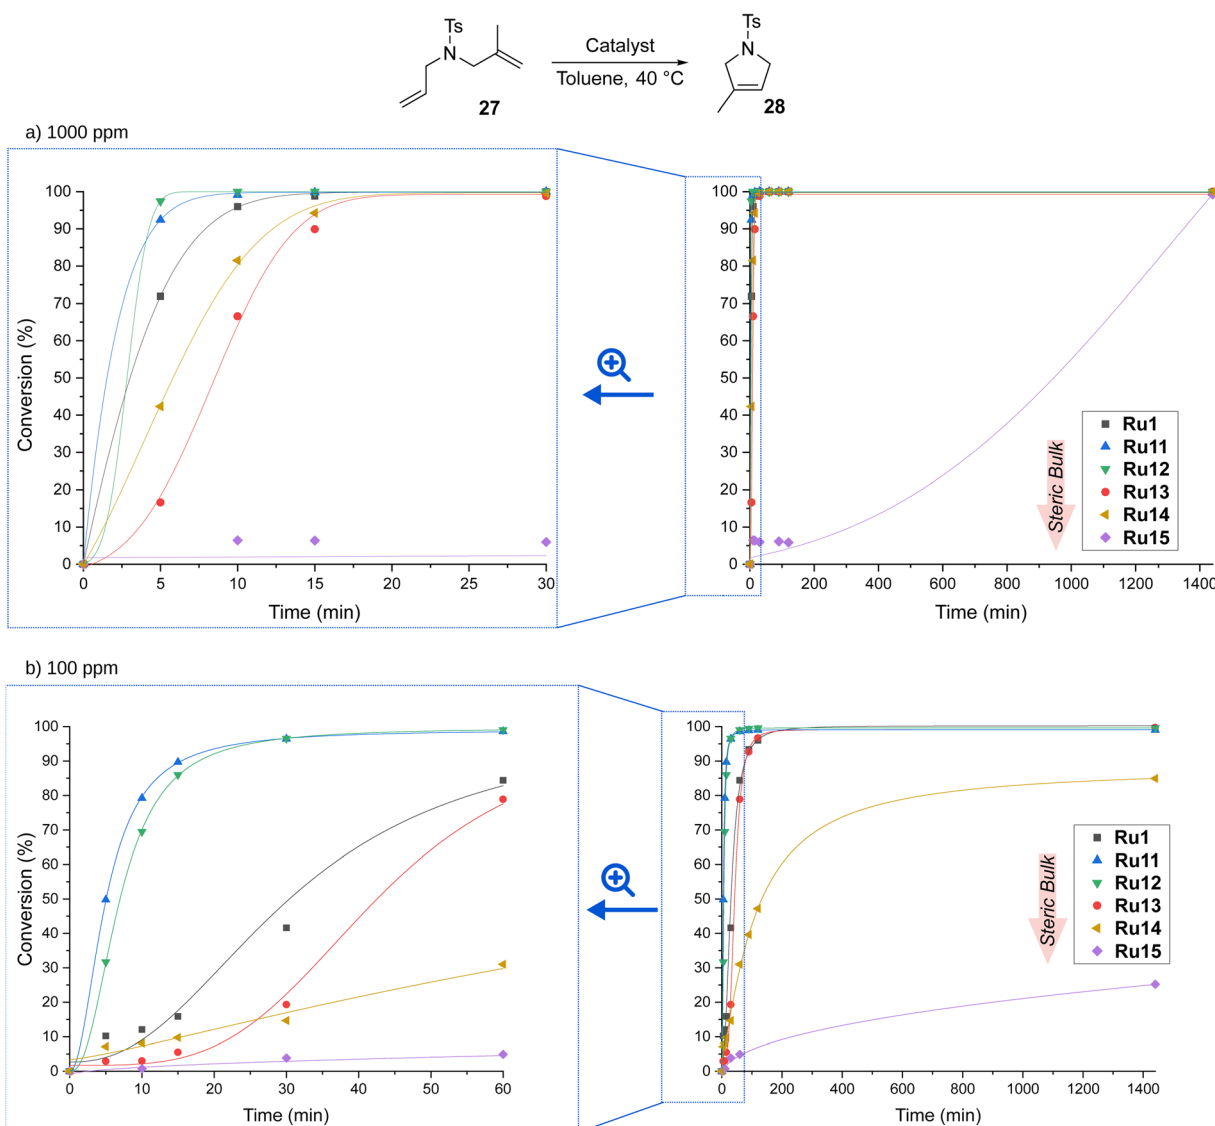 Ts
N
Catalyst
Toluene, 40 °C
27
Ts
N
28
a) 1000 ppm
Conversion (%)
100
90
80
70
60
50
40
30
20
10
0
0 5 10 15 20 25 30
Time (min)
100
90
80
70
60
50
40
30
20
10
0
0 200 400 600 800 1000 1200 1400
Time (min)
Steric Bulk
Ru1
Ru11
Ru12
Ru13
Ru14
Ru15
b) 100 ppm
Conversion (%)
100
90
80
70
60
50
40
30
20
10
0
0 10 20 30 40 50 60
Time (min)
100
90
80
70
60
50
40
30
20
10
0
0 200 400 600 800 1000 1200 1400
Time (min)
Steric Bulk
Ru1
Ru11
Ru12
Ru13
Ru14
Ru15